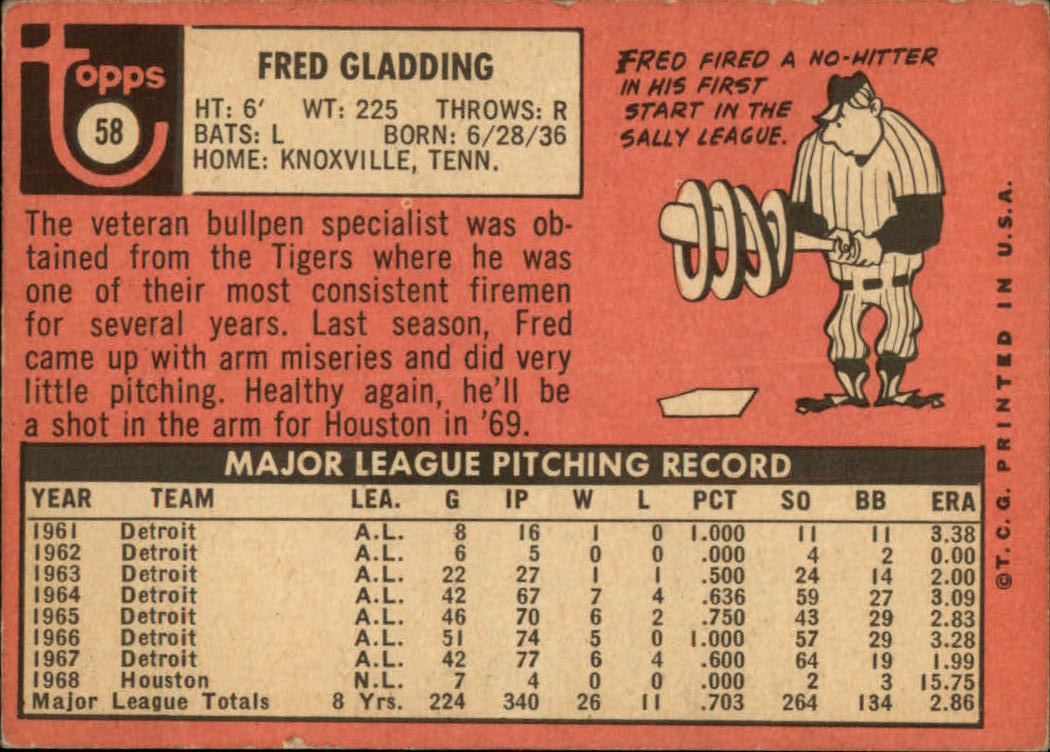 Topps
58
FRED GLADDING
HT: 6' WT: 225 THROWS: R
BATS: L BORN: 6/28/36
HOME: KNOXVILLE, TENN.
FRED FIRED A NO-HITTER
IN HIS FIRST
START IN THE
SALLY LEAGUE.
The veteran bullpen specialist was ob-
tained from the Tigers where he was
one of their most consistent firemen
for several years. Last season, Fred
came up with arm miseries and did very
little pitching. Healthy again, he'll be
a shot in the arm for Houston in '69.
MAJOR LEAGUE PITCHING RECORD
YEAR TEAM LEA. G IP W L PCT SO BB ERA
1961 Detroit A.L. 8 16 1 0 1.000 11 11 3.38
1962 Detroit A.L. 6 5 0 0 .000 4 2 0.00
1963 Detroit A.L. 22 27 1 1 .500 24 14 2.00
1964 Detroit A.L. 42 67 7 4 .636 59 27 3.09
1965 Detroit A.L. 46 70 6 2 .750 43 29 2.83
1966 Detroit A.L. 51 74 5 0 1.000 57 29 3.28
1967 Detroit A.L. 42 77 6 4 .600 64 19 1.99
1968 Houston N.L. 7 4 0 0 .000 2 3 15.75
Major League Totals 8 Yrs. 224 340 26 11 .703 264 134 2.86
©T. C. G. PRINTED IN U.S.A.